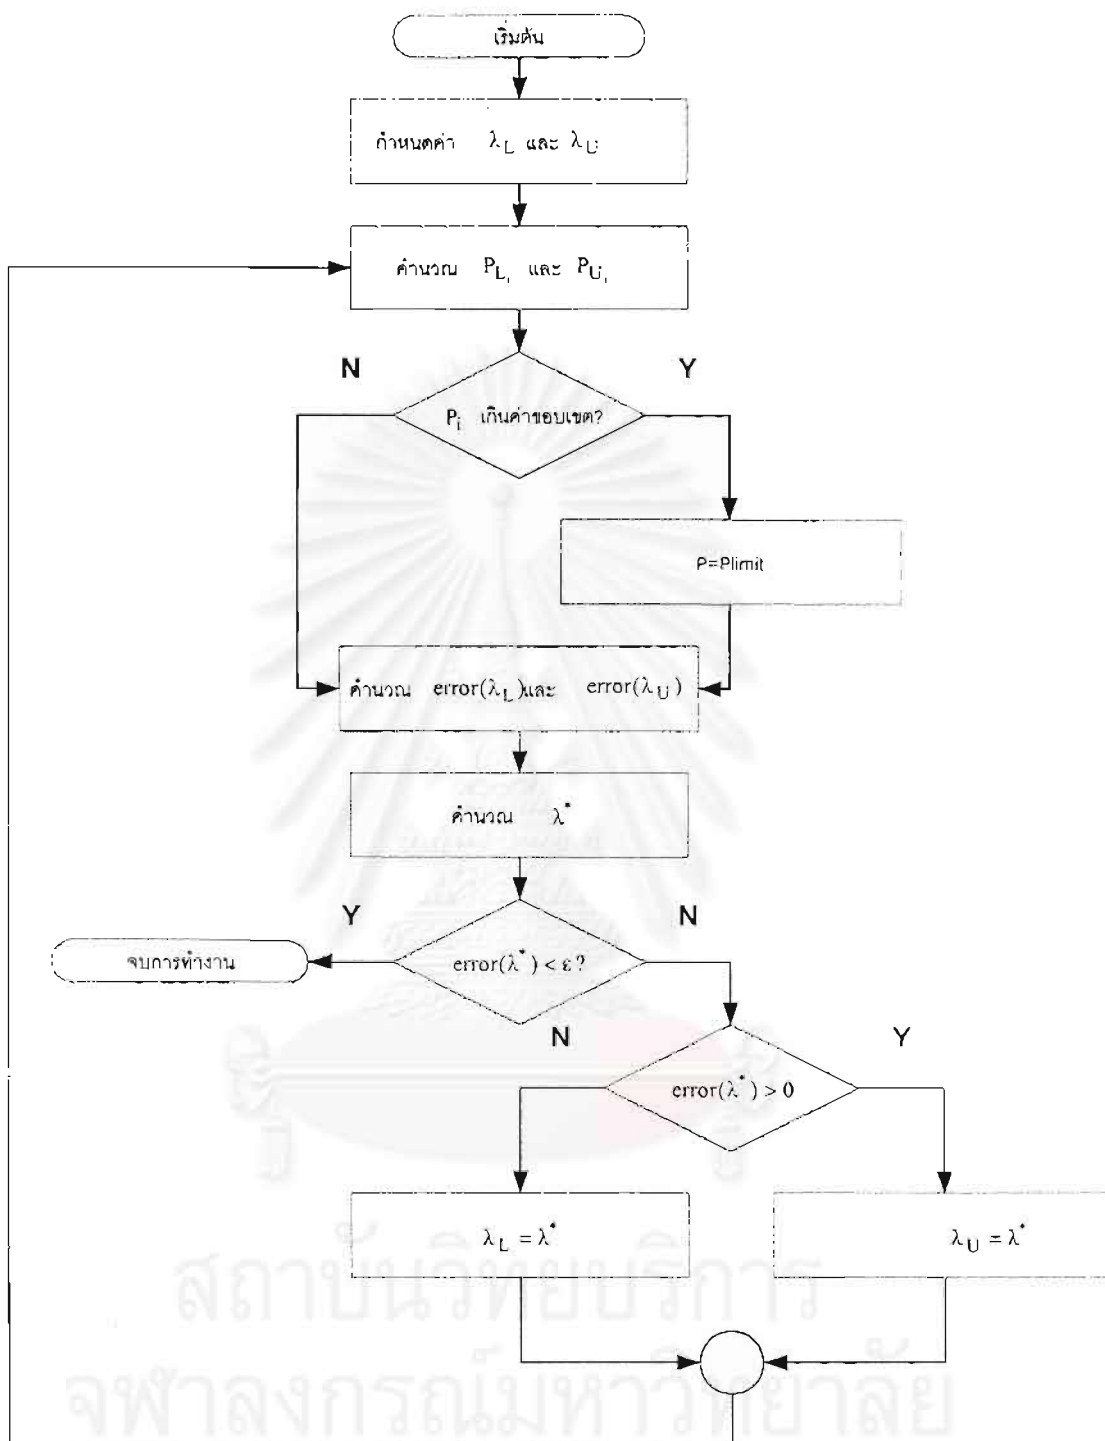 เริ่มต้น
กำหนดค่า λL และ λU
คำนวณ PLi และ PUi
N
Y
Pi เกินค่าขอบเขต?
P=Plimit
คำนวณ error(λL)และ error(λU)
คำนวณ λ*
Y
N
จบการทำงาน
error(λ*) < ε?
N
Y
error(λ*) > 0
λL = λ*
λU = λ*
สถาบันวิทยบริการ
จุฬาลงกรณ์มหาวิทยาลัย